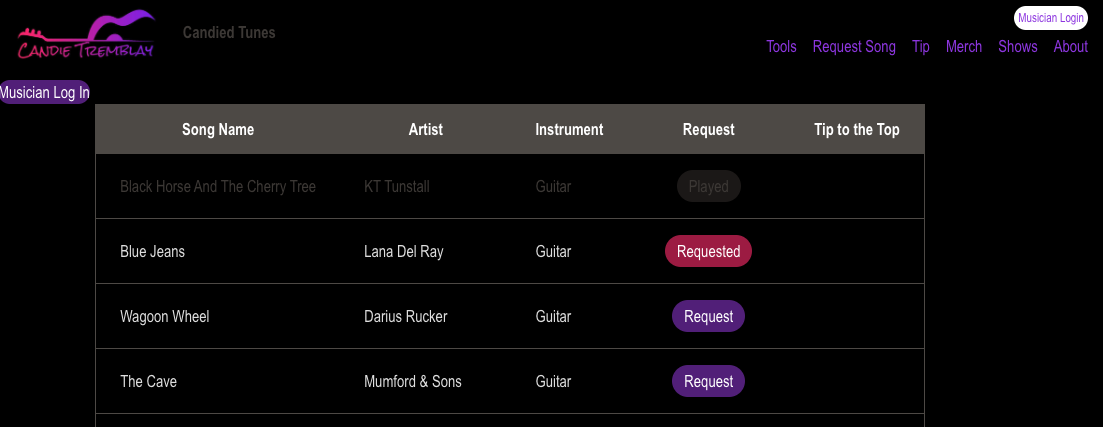 CANDIE TREMBLAY
Candied Tunes
Musician Login
Tools Request Song Tip Merch Shows About
Musician Log In
Song Name Artist Instrument Request Tip to the Top
Black Horse And The Cherry Tree KT Tunstall Guitar Played
Blue Jeans Lana Del Ray Guitar Requested
Wagoon Wheel Darius Rucker Guitar Request
The Cave Mumford & Sons Guitar Request